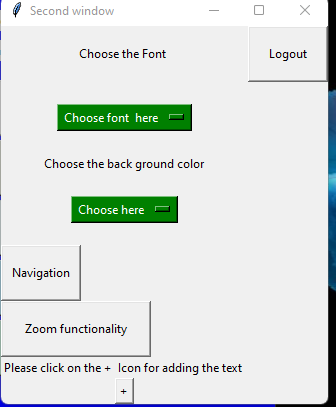 Second window
Choose the Font
Logout
Choose font  here
Choose the back ground color
Choose here
Navigation
Zoom functionality
Please click on the +  Icon for adding the text
+